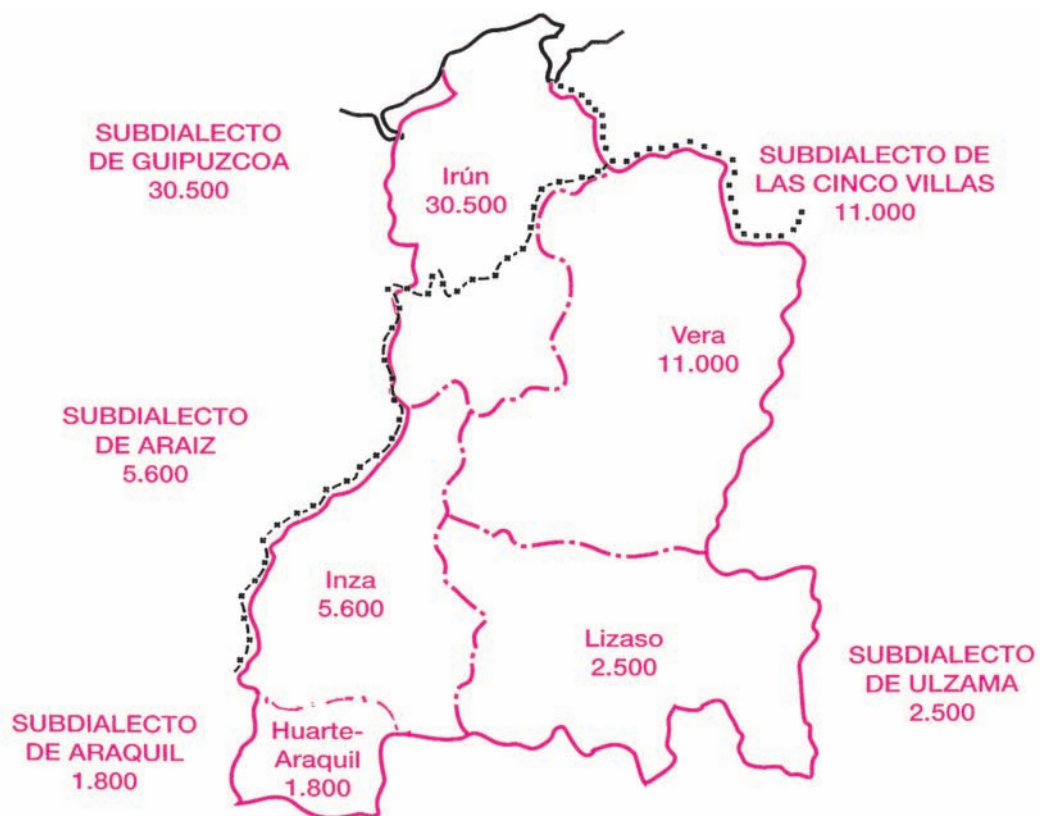 SUBDIALECTO
DE GUIPUZCOA
30.500
Irún
30.500
SUBDIALECTO DE
LAS CINCO VILLAS
11.000
Vera
11.000
SUBDIALECTO
DE ARAIZ
5.600
Inza
5.600
Lizaso
2.500
SUBDIALECTO
DE ULZAMA
2.500
SUBDIALECTO
DE ARAQUIL
1.800
Huarte-
Araquil
1.800